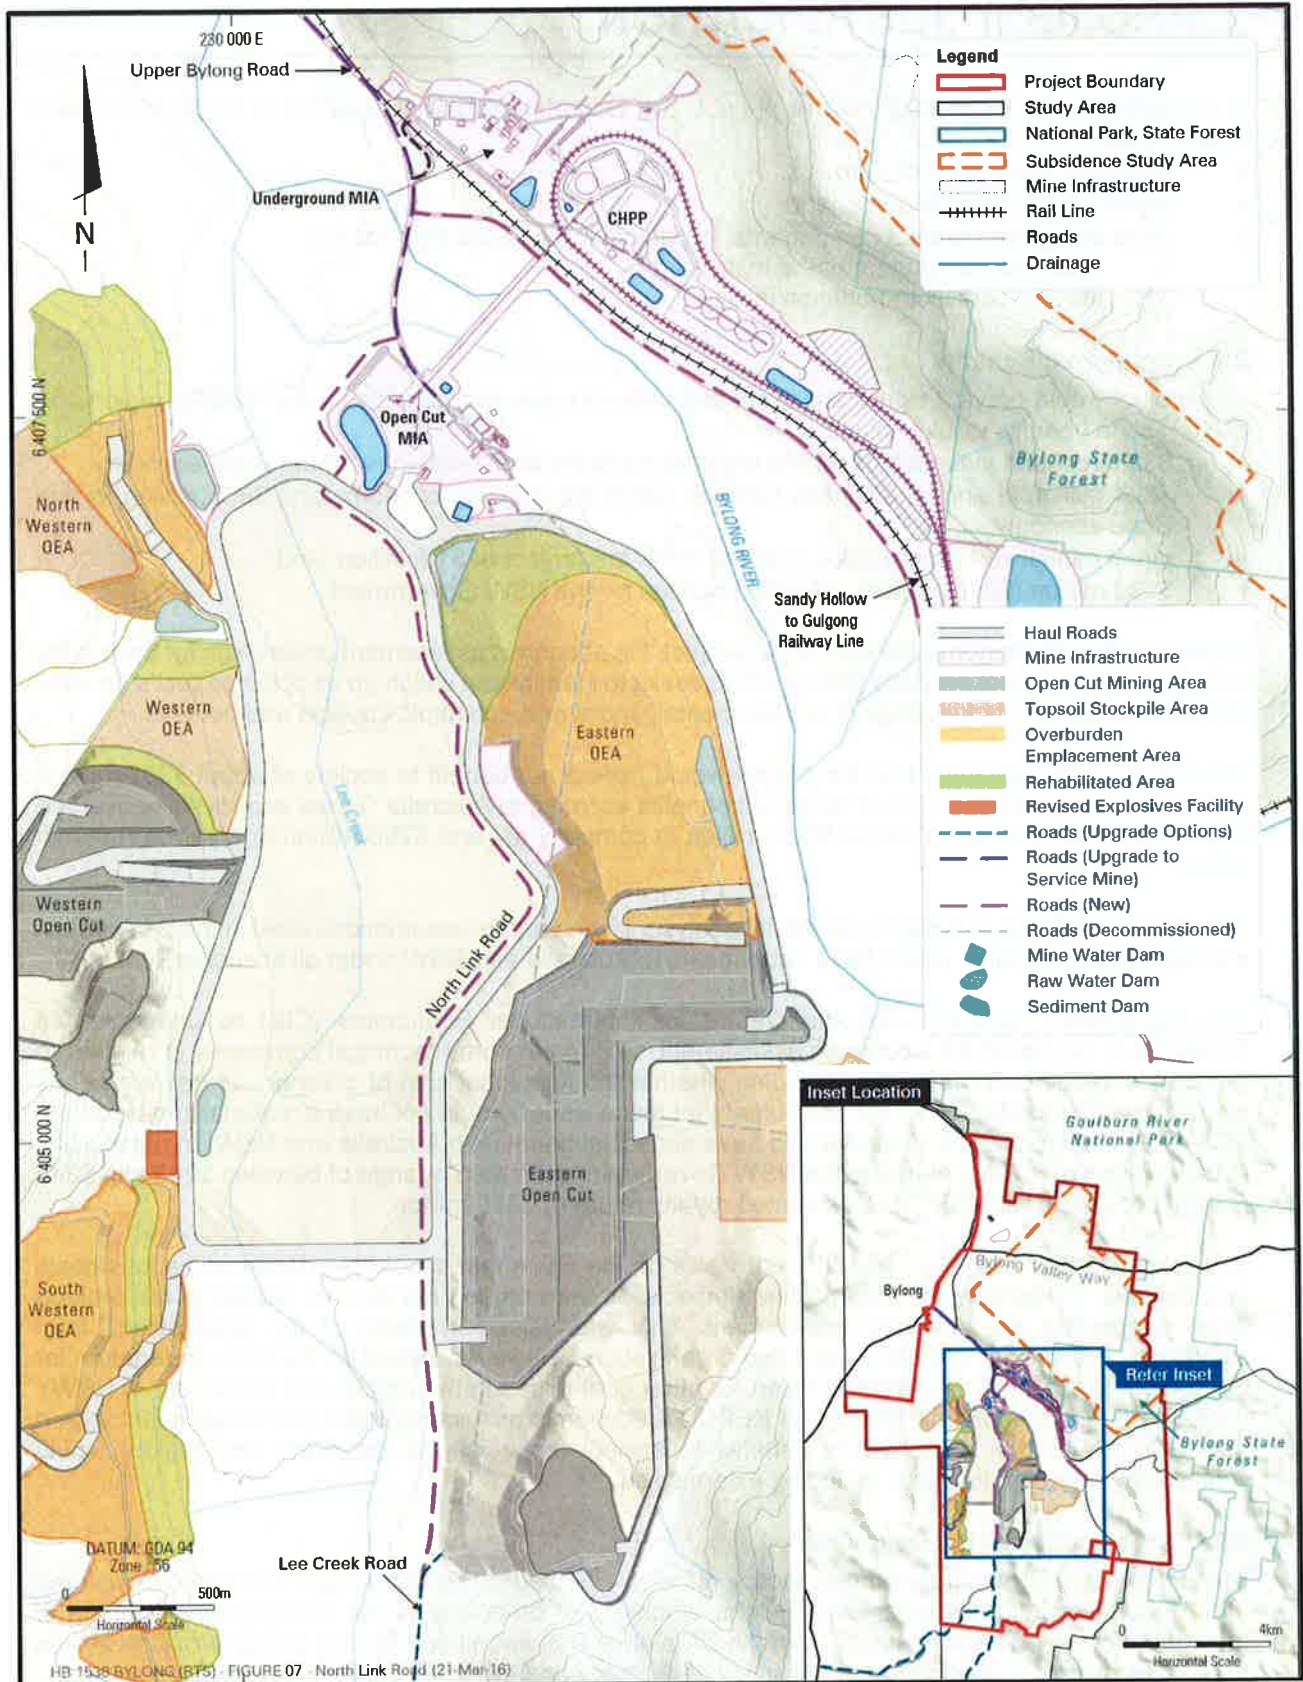 230 000 E
Upper Bylong Road
N
Underground MIA
CHPP
Legend
Project Boundary
Study Area
National Park, State Forest
Subsidence Study Area
Mine Infrastructure
Rail Line
Roads
Drainage
6 407 500 N
Open Cut
MIA
Bylong State
Forest
North
Western
OEA
BYLONG RIVER
Sandy Hollow
to Gulgong
Railway Line
Haul Roads
Mine Infrastructure
Open Cut Mining Area
Topsoil Stockpile Area
Overburden
Emplacement Area
Rehabilitated Area
Revised Explosives Facility
Roads (Upgrade Options)
Roads (Upgrade to
Service Mine)
Roads (New)
Roads (Decommissioned)
Mine Water Dam
Raw Water Dam
Sediment Dam
Western
OEA
Eastern
OEA
Lee Creek
Western
Open Cut
North Link Road
6 405 000 N
Eastern
Open Cut
South
Western
OEA
Inset Location
Goulburn River
National Park
Bylong Valley Way
Bylong
Refer Inset
Bylong State
Forest
0
4km
Horizontal Scale
DATUM: GDA 94
Zone 56
0
500m
Horizontal Scale
Lee Creek Road
HB 1538 BYLONG (RTS) - FIGURE 07 - North Link Road (21-Mar-16)